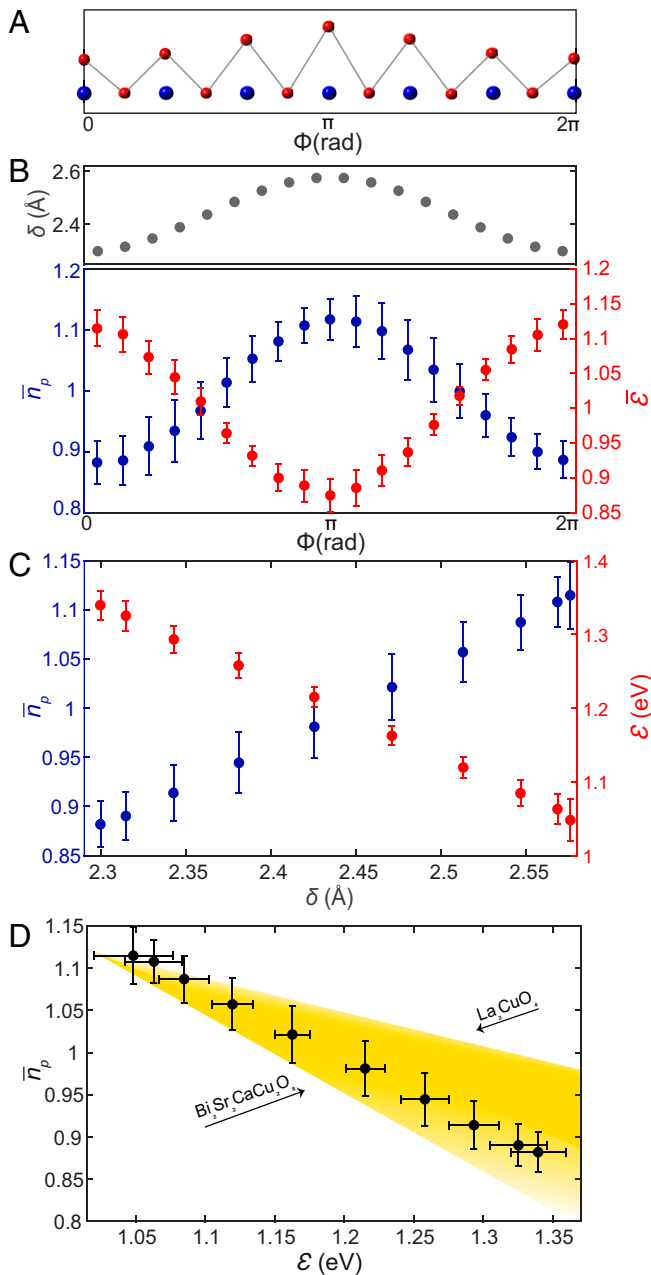 A
0 π 2π
Φ(rad)
B
2.6
2.4
δ (Å)
1.2
1.1
1
0.9
0.8
n̅ₚ
1.2
1.15
1.1
1.05
1
0.95
0.9
0.85
ℰ̅
0 π 2π
Φ(rad)
C
1.15
1.1
1.05
1
0.95
0.9
0.85
n̅ₚ
1.4
1.3
1.2
1.1
1
ℰ (eV)
2.3 2.35 2.4 2.45 2.5 2.55
δ (Å)
D
1.15
1.1
1.05
1
0.95
0.9
0.85
0.8
n̅ₚ
La₂CuO₄
Bi₂Sr₂CaCu₂O₈
1.05 1.1 1.15 1.2 1.25 1.3 1.35
ℰ (eV)